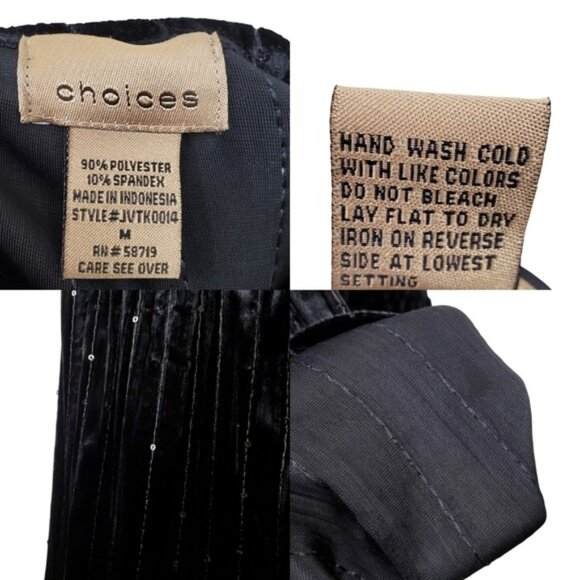 choices
90% POLYESTER
10% SPANDEX
MADE IN INDONESIA
STYLE#JVTK0014
M
RN# 58719
CARE SEE OVER
HAND WASH COLD
WITH LIKE COLORS
DO NOT BLEACH
LAY FLAT TO DRY
IRON ON REVERSE
SIDE AT LOWEST
SETTING